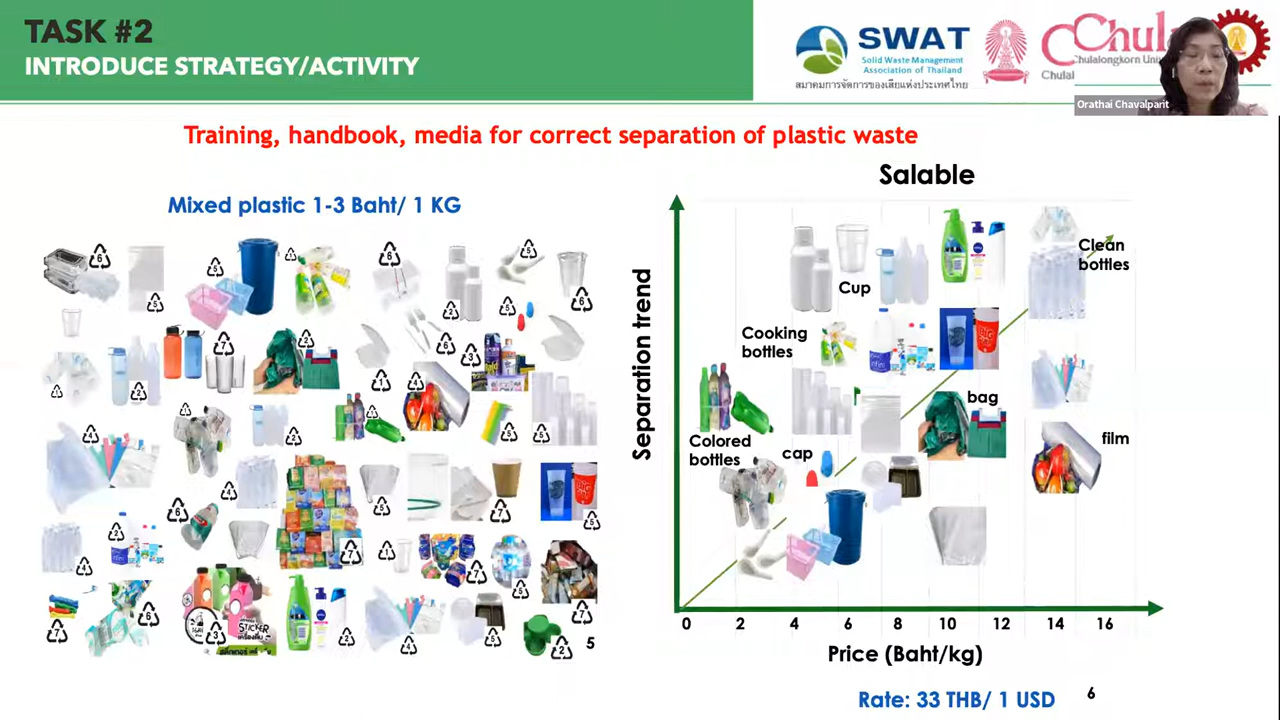 TASK #2
INTRODUCE STRATEGY/ACTIVITY
SWAT
Solid Waste Management
Association of Thailand
สมาคมการจัดการของเสียแห่งประเทศไทย
Chulalongkorn
Chulal
Orathai Chavalparit
Training, handbook, media for correct separation of plastic waste
Mixed plastic 1-3 Baht/ 1 KG
Salable
Separation trend
Clean
bottles
Cup
Cooking
bottles
bag
Colored
bottles
cap
film
0 2 4 6 8 10 12 14 16
Price (Baht/kg)
5
Rate: 33 THB/ 1 USD
6